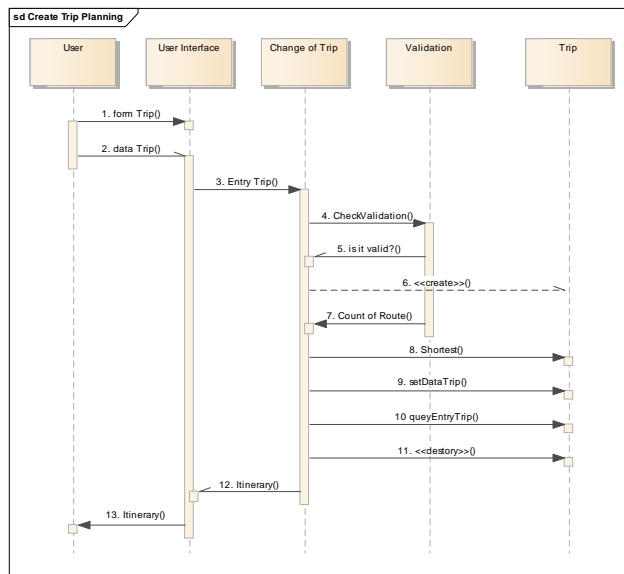 sd Create Trip Planning
User
User Interface
Change of Trip
Validation
Trip
1. form Trip()
2. data Trip()
3. Entry Trip()
4. CheckValidation()
5. is it valid?()
6. <<create>>()
7. Count of Route()
8. Shortest()
9. setDataTrip()
10 queyEntryTrip()
11. <<destory>>()
12. Itinerary()
13. Itinerary()